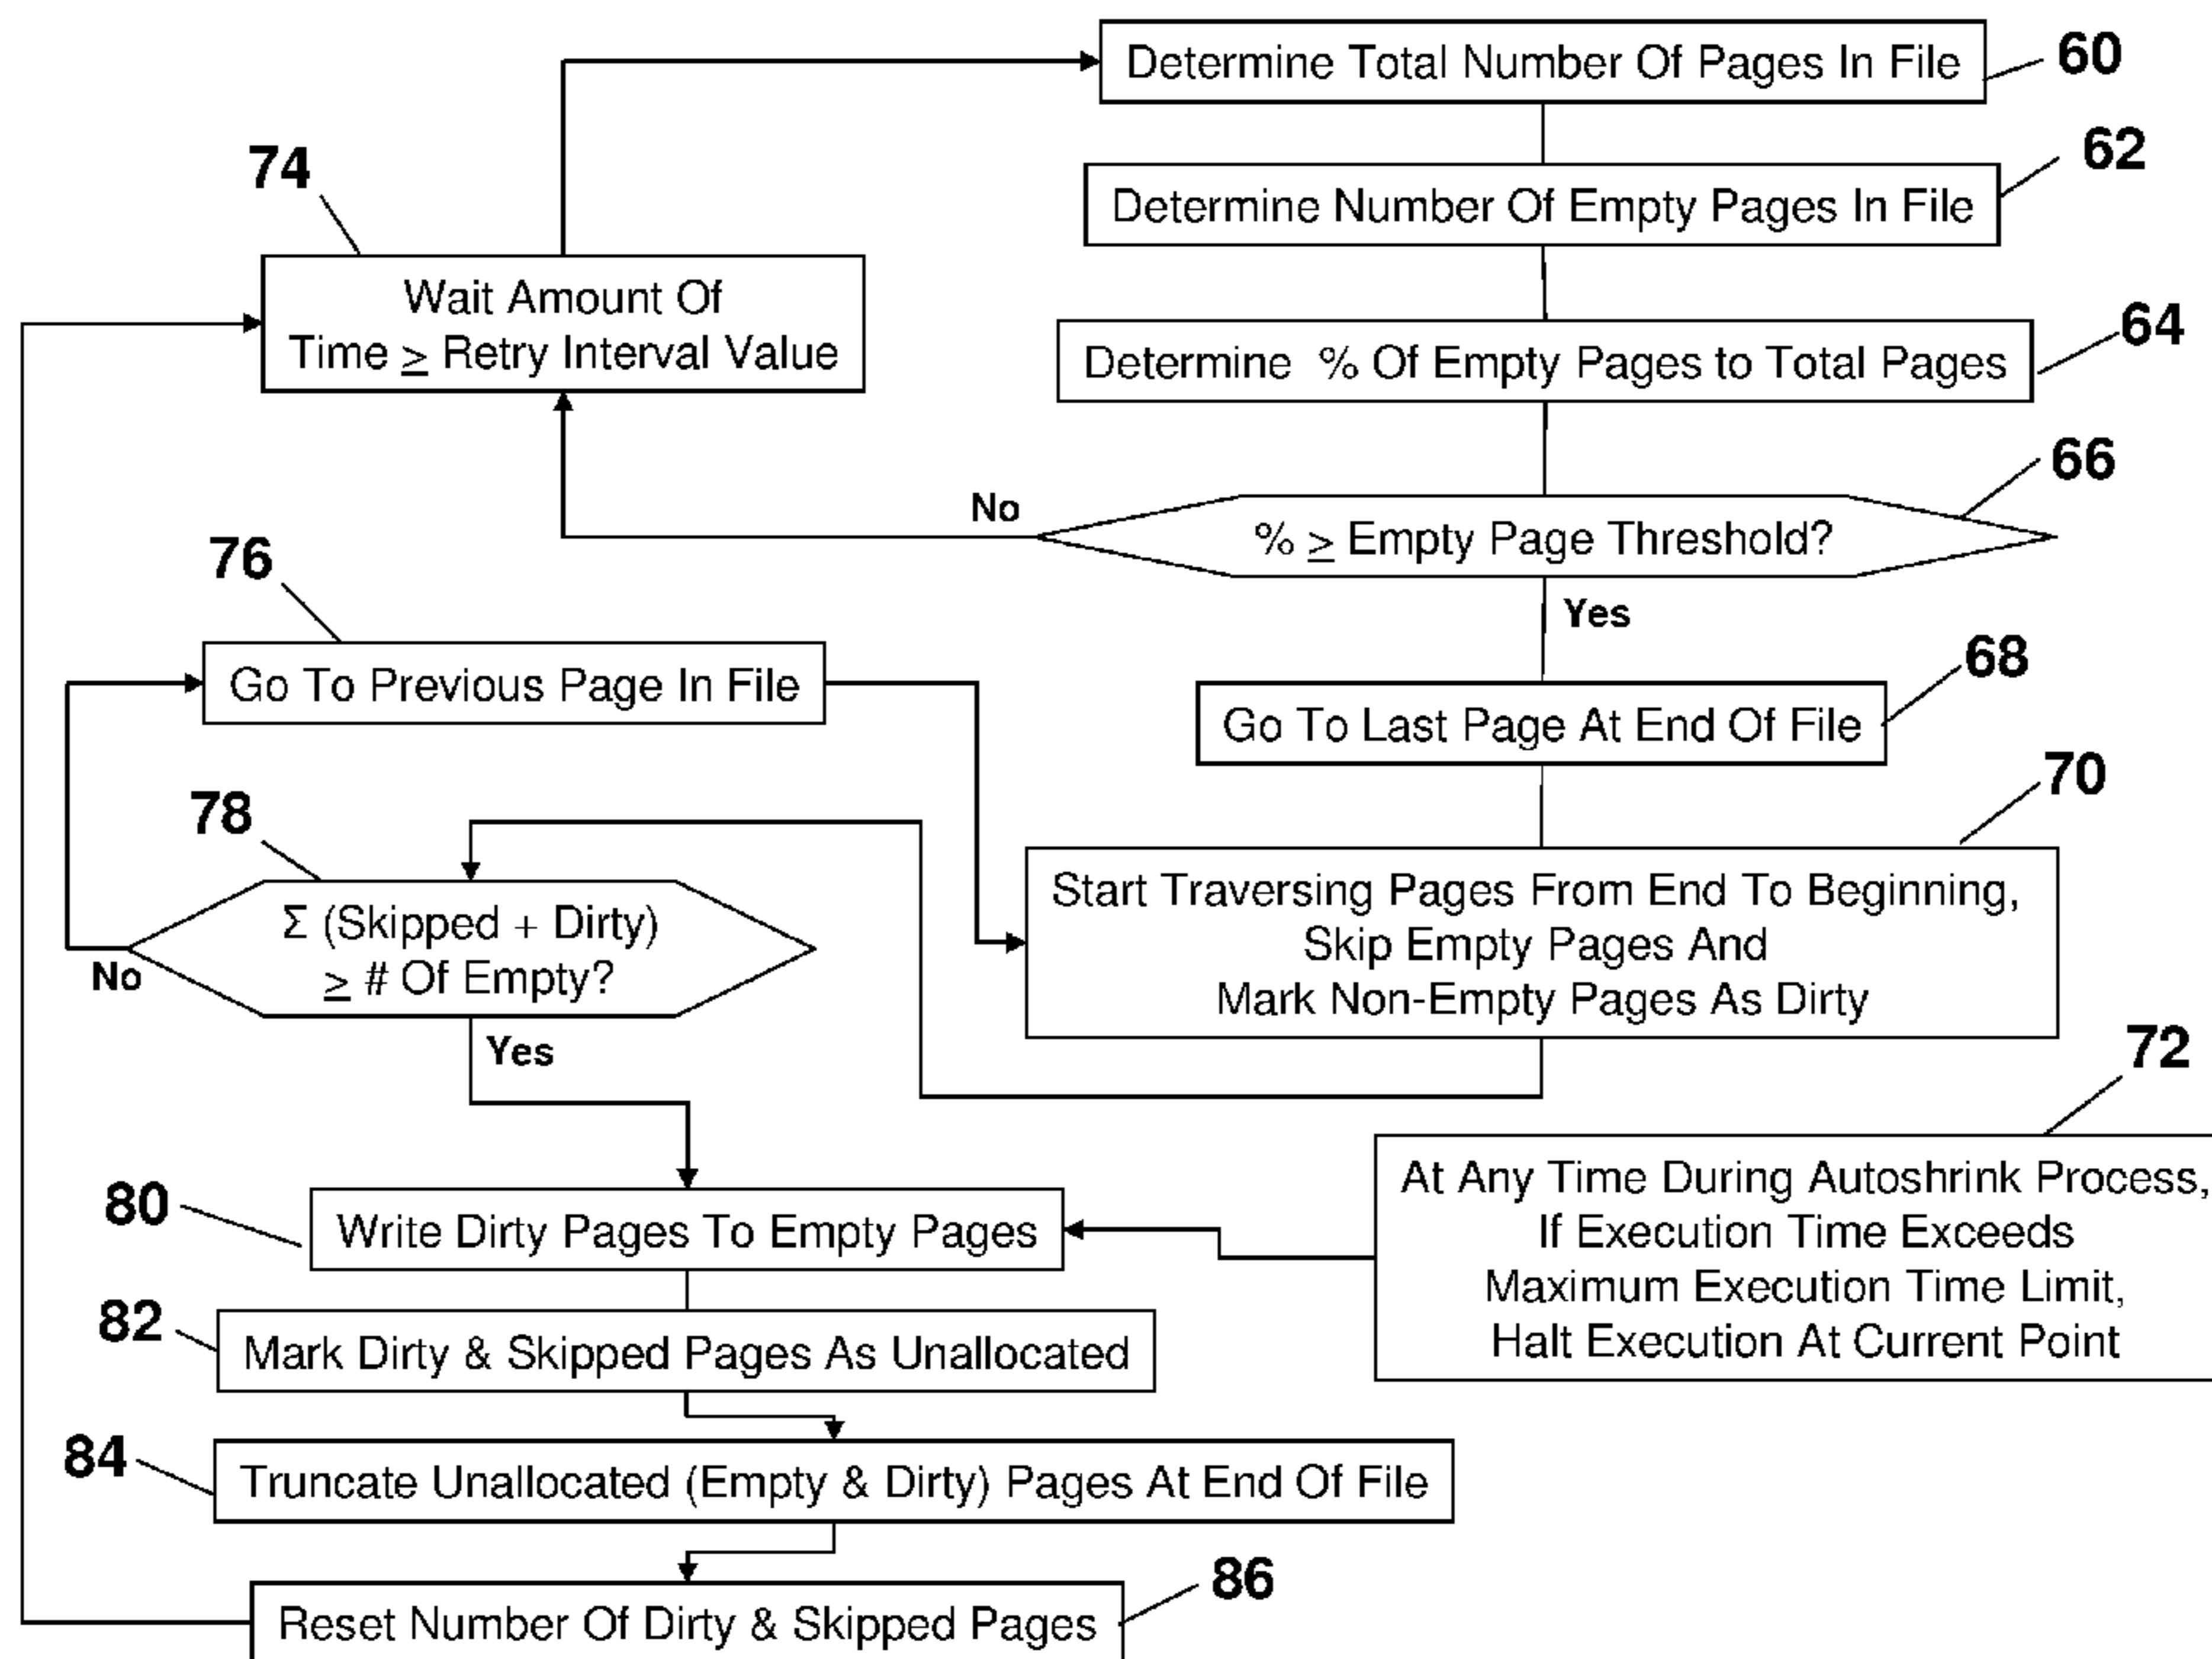 Determine Total Number Of Pages In File
60
62
Determine Number Of Empty Pages In File
74
Wait Amount Of
Time ≥ Retry Interval Value
64
Determine % Of Empty Pages to Total Pages
66
No
% ≥ Empty Page Threshold?
Yes
76
Go To Previous Page In File
68
Go To Last Page At End Of File
70
78
Start Traversing Pages From End To Beginning,
Skip Empty Pages And
Mark Non-Empty Pages As Dirty
Σ (Skipped + Dirty)
≥ # Of Empty?
No
Yes
72
At Any Time During Autoshrink Process,
If Execution Time Exceeds
Maximum Execution Time Limit,
Halt Execution At Current Point
80
Write Dirty Pages To Empty Pages
82
Mark Dirty & Skipped Pages As Unallocated
84
Truncate Unallocated (Empty & Dirty) Pages At End Of File
86
Reset Number Of Dirty & Skipped Pages